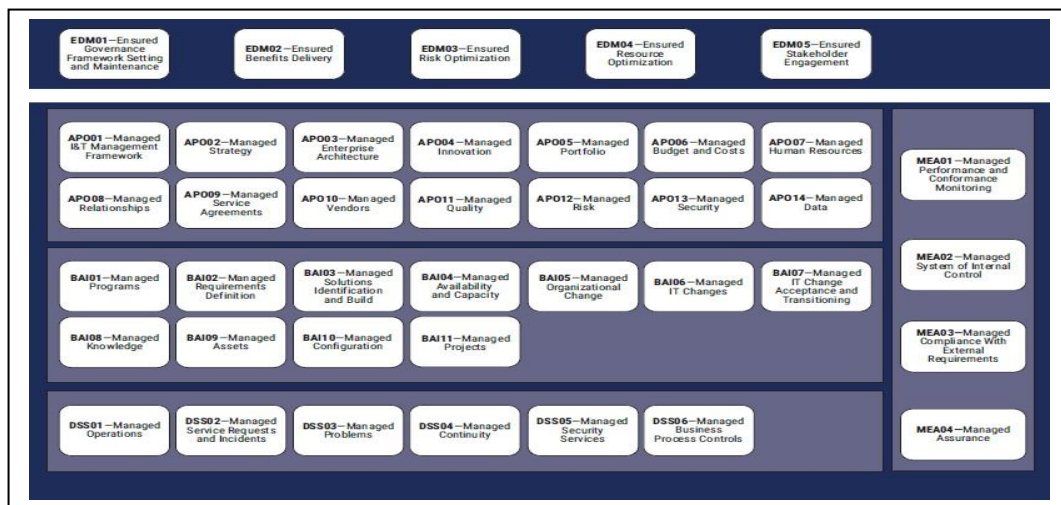 EDM01—Ensured
Governance
Framework Setting
and Maintenance
EDM02—Ensured
Benefits Delivery
EDM03—Ensured
Risk Optimization
EDM04—Ensured
Resource
Optimization
EDM05—Ensured
Stakeholder
Engagement
APO01—Managed
I&T Management
Framework
APO02—Managed
Strategy
APO03—Managed
Enterprise
Architecture
APO04—Managed
Innovation
APO05—Managed
Portfolio
APO06—Managed
Budget and Costs
APO07—Managed
Human Resources
APO08—Managed
Relationships
APO09—Managed
Service
Agreements
APO10—Managed
Vendors
APO11—Managed
Quality
APO12—Managed
Risk
APO13—Managed
Security
APO14—Managed
Data
BAI01—Managed
Programs
BAI02—Managed
Requirements
Definition
BAI03—Managed
Solutions
Identification
and Build
BAI04—Managed
Availability
and Capacity
BAI05—Managed
Organizational
Change
BAI06—Managed
IT Changes
BAI07—Managed
IT Change
Acceptance and
Transitioning
BAI08—Managed
Knowledge
BAI09—Managed
Assets
BAI10—Managed
Configuration
BAI11—Managed
Projects
DSS01—Managed
Operations
DSS02—Managed
Service Requests
and Incidents
DSS03—Managed
Problems
DSS04—Managed
Continuity
DSS05—Managed
Security
Services
DSS06—Managed
Business
Process Controls
MEA01—Managed
Performance and
Conformance
Monitoring
MEA02—Managed
System of Internal
Control
MEA03—Managed
Compliance With
External
Requirements
MEA04—Managed
Assurance